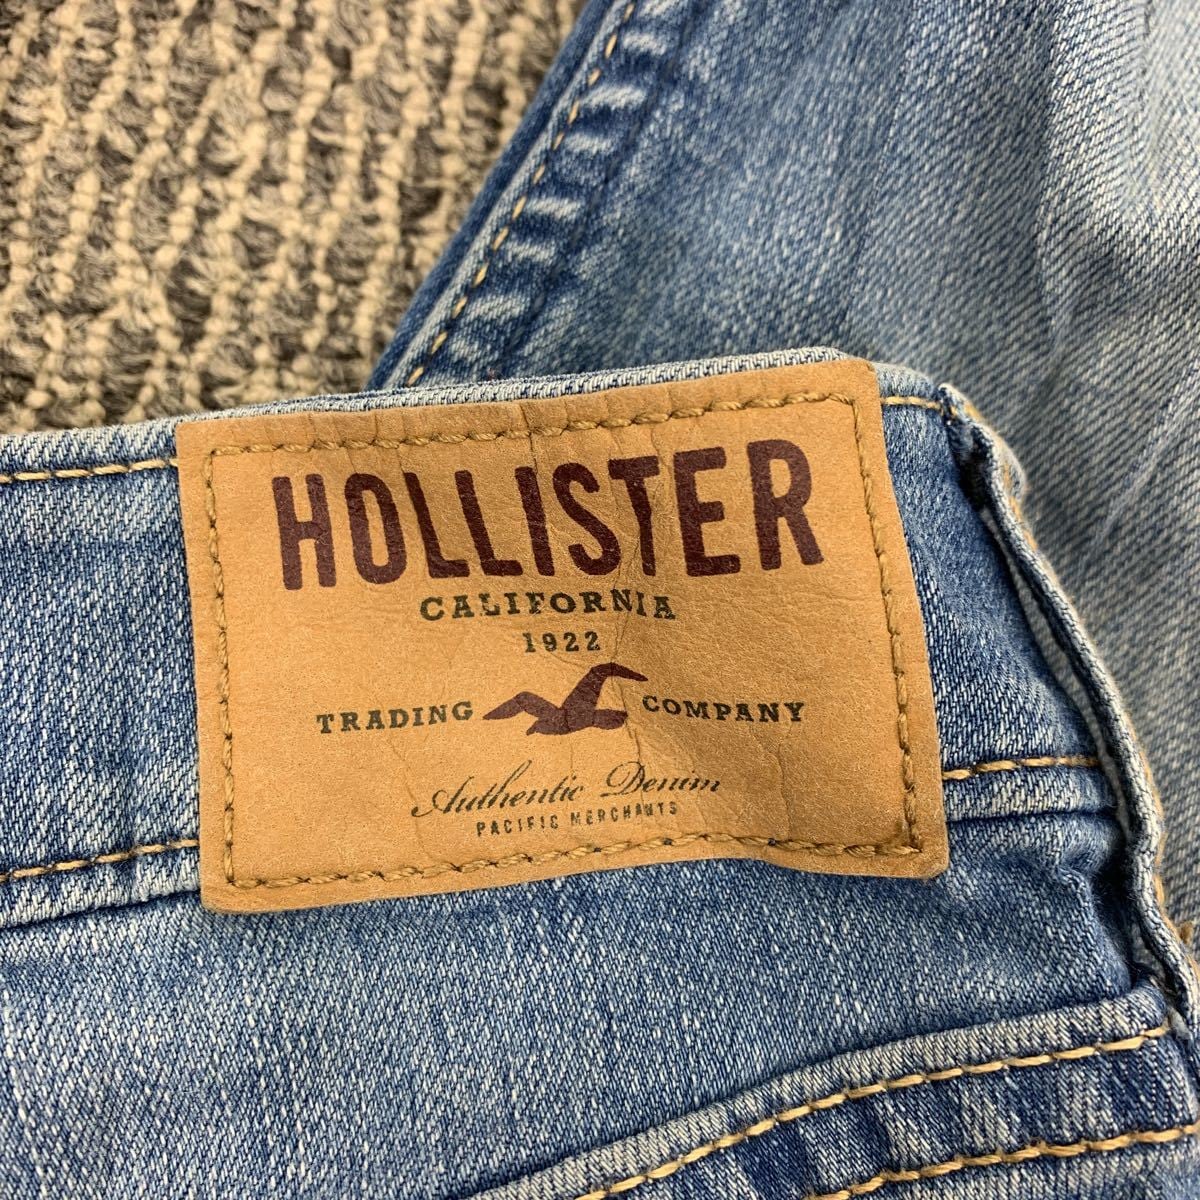 HOLLISTER
CALIFORNIA
1922
TRADING COMPANY
Authentic Denim
PACIFIC MERCHANTS